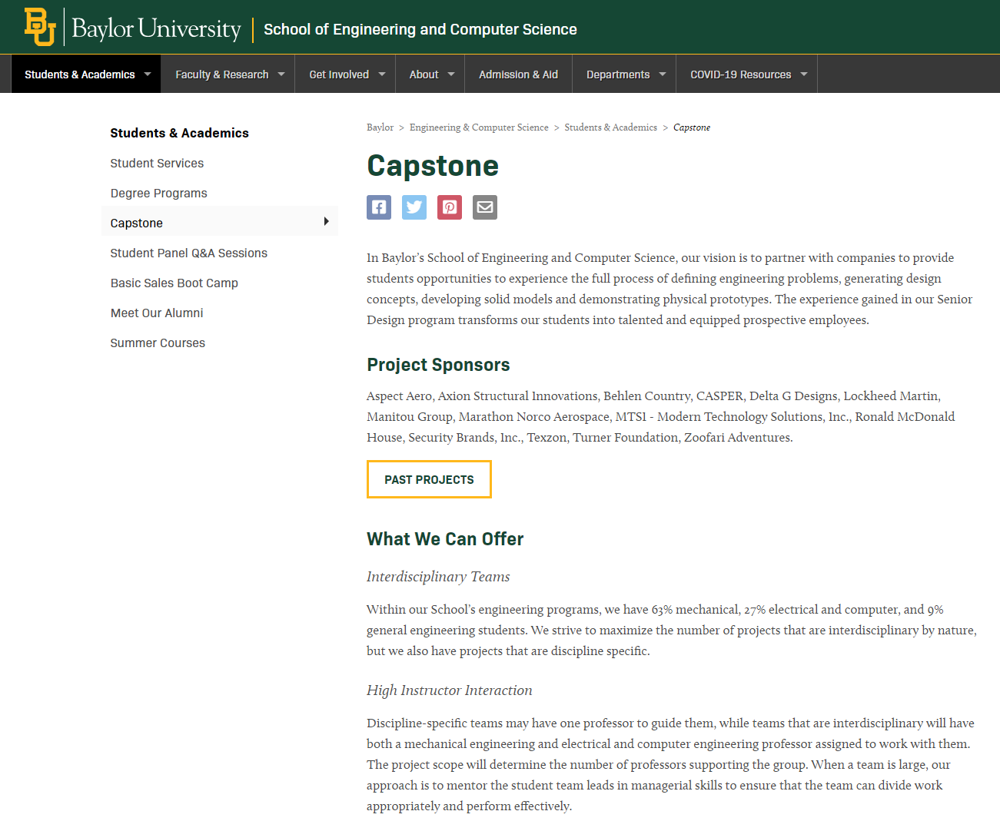 BU Baylor University School of Engineering and Computer Science
Students & Academics Faculty & Research Get Involved About Admission & Aid Departments COVID-19 Resources
Students & Academics
Student Services
Degree Programs
Capstone
Student Panel Q&A Sessions
Basic Sales Boot Camp
Meet Our Alumni
Summer Courses
Baylor > Engineering & Computer Science > Students & Academics > Capstone
Capstone
In Baylor’s School of Engineering and Computer Science, our vision is to partner with companies to provide
students opportunities to experience the full process of defining engineering problems, generating design
concepts, developing solid models and demonstrating physical prototypes. The experience gained in our Senior
Design program transforms our students into talented and equipped prospective employees.
Project Sponsors
Aspect Aero, Axion Structural Innovations, Behlen Country, CASPER, Delta G Designs, Lockheed Martin,
Manitou Group, Marathon Norco Aerospace, MTSI - Modern Technology Solutions, Inc., Ronald McDonald
House, Security Brands, Inc., Texzon, Turner Foundation, Zoofari Adventures.
PAST PROJECTS
What We Can Offer
Interdisciplinary Teams
Within our School’s engineering programs, we have 63% mechanical, 27% electrical and computer, and 9%
general engineering students. We strive to maximize the number of projects that are interdisciplinary by nature,
but we also have projects that are discipline specific.
High Instructor Interaction
Discipline-specific teams may have one professor to guide them, while teams that are interdisciplinary will have
both a mechanical engineering and electrical and computer engineering professor assigned to work with them.
The project scope will determine the number of professors supporting the group. When a team is large, our
approach is to mentor the student team leads in managerial skills to ensure that the team can divide work
appropriately and perform effectively.